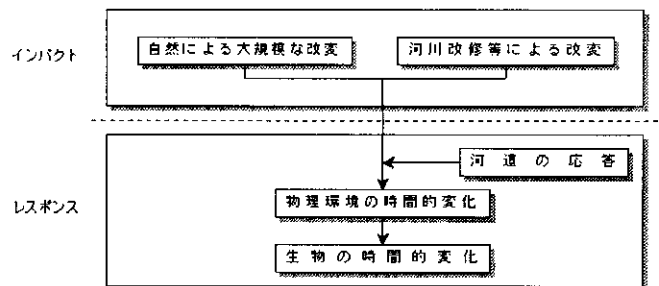 インパクト
自然による大規模な改変
河川改修等による改変
レスポンス
河道の応答
物理環境の時間的変化
生物の時間的変化